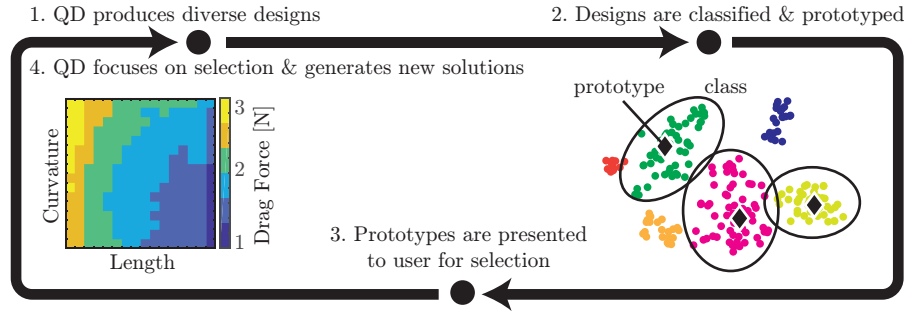 1. QD produces diverse designs
2. Designs are classified & prototyped
4. QD focuses on selection & generates new solutions
prototype
class
Curvature
Length
3
2
1
Drag Force [N]
3. Prototypes are presented
to user for selection